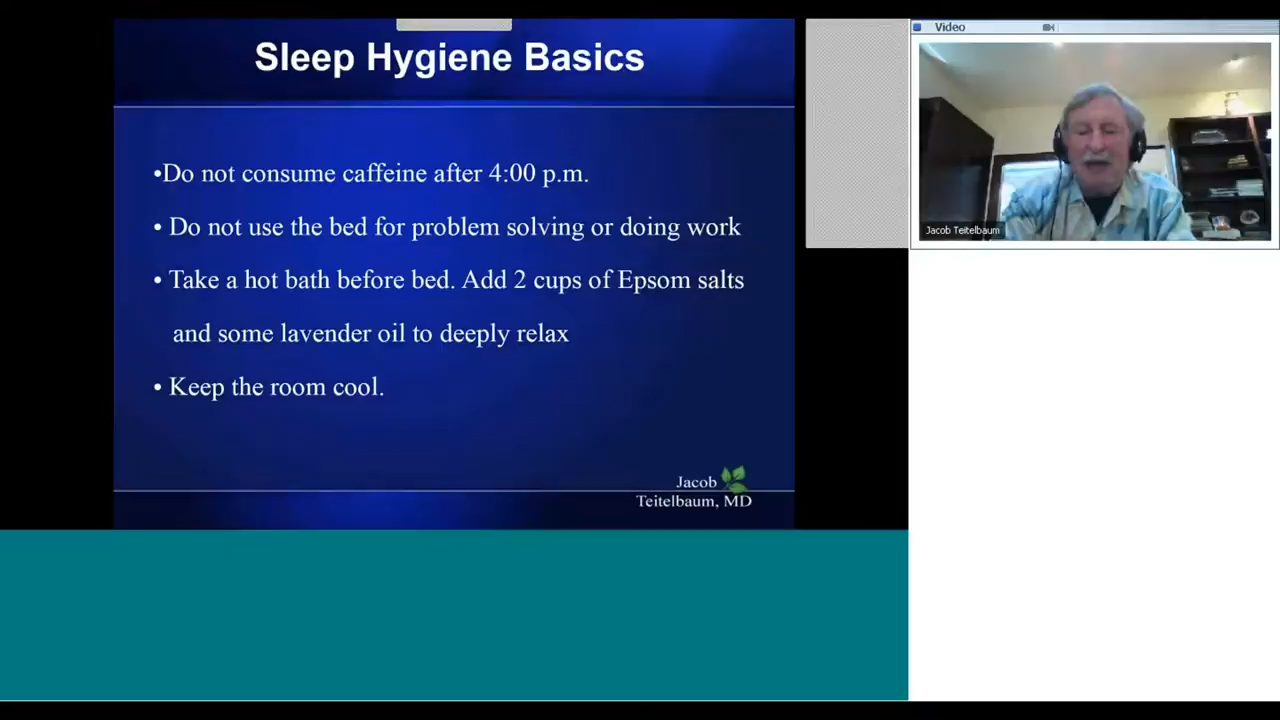 Sleep Hygiene Basics
•Do not consume caffeine after 4:00 p.m.
• Do not use the bed for problem solving or doing work
• Take a hot bath before bed. Add 2 cups of Epsom salts
and some lavender oil to deeply relax
• Keep the room cool.
Jacob
Teitelbaum, MD
Video
Jacob Teitelbaum